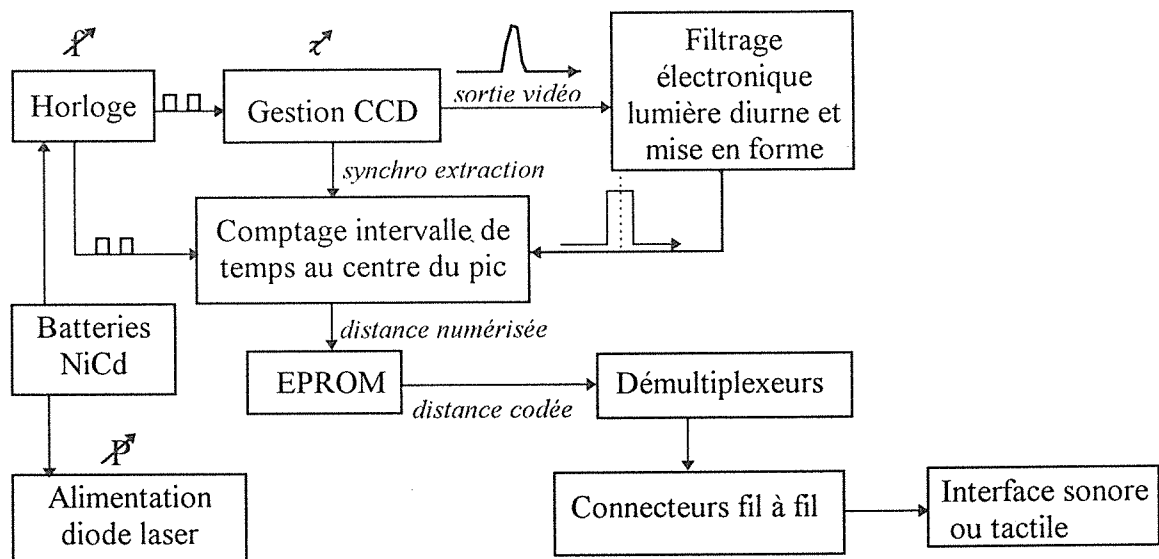 f
Horloge
τ
Gestion CCD
sortie vidéo
Filtrage
électronique
lumière diurne et
mise en forme
synchro extraction
Comptage intervalle de
temps au centre du pic
Batteries
NiCd
distance numérisée
EPROM
distance codée
Démultiplexeurs
P
Alimentation
diode laser
Connecteurs fil à fil
Interface sonore
ou tactile